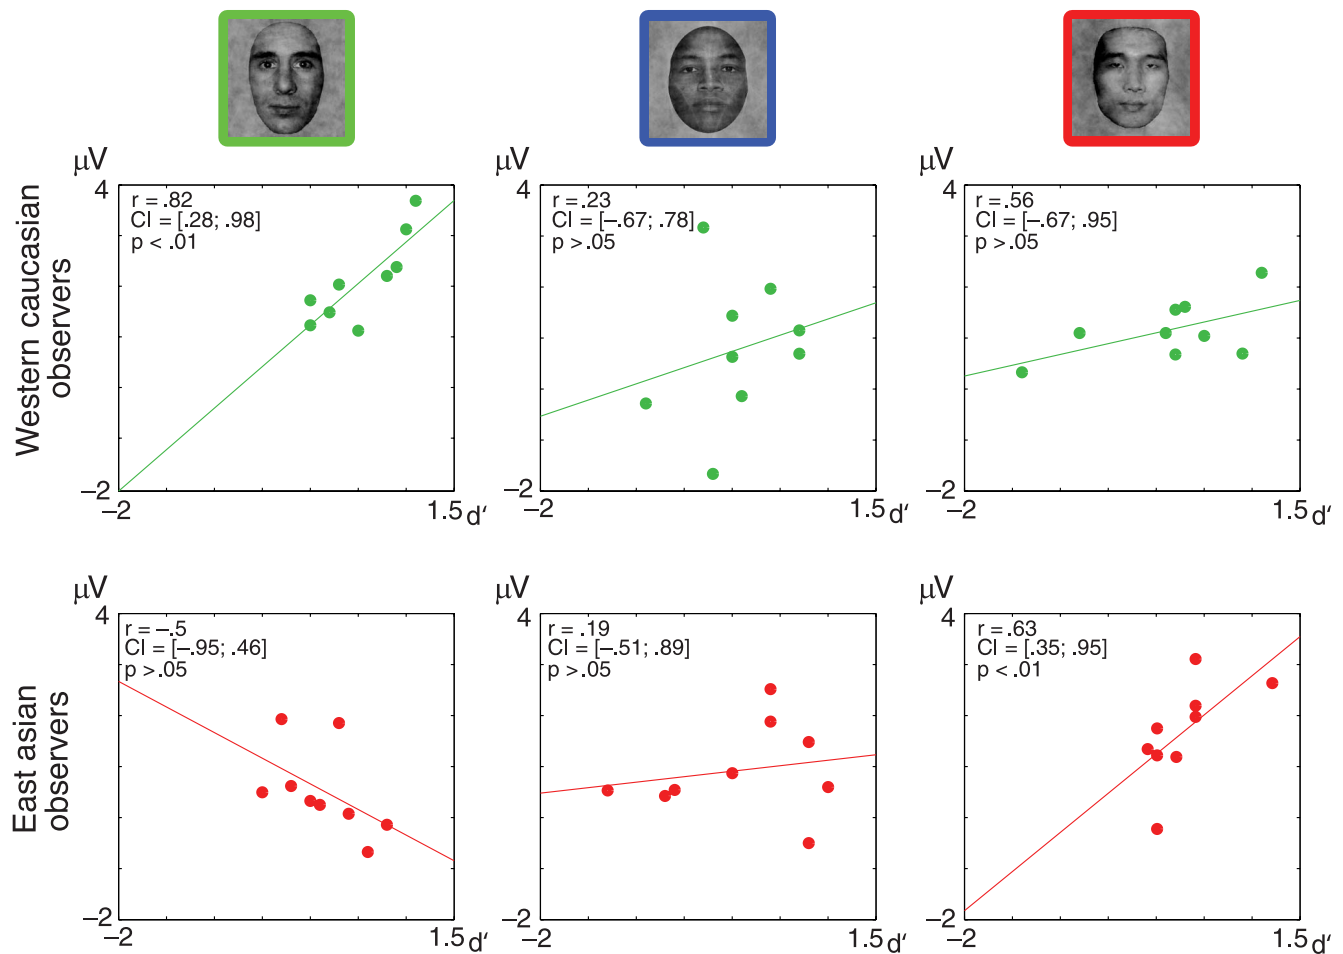 μV
μV
μV
Western caucasian
observers
4
r = .82
CI = [.28; .98]
p < .01
–2
–2
1.5 d‘
4
r = .23
CI = [–.67; .78]
p >.05
–2
–2
1.5 d‘
4
r = .56
CI = [–.67; .95]
p >.05
–2
–2
1.5 d‘
μV
μV
μV
East asian
observers
4
r = –.5
CI = [–.95; .46]
p >.05
–2
–2
1.5 d‘
4
r = .19
CI = [–.51; .89]
p >.05
–2
–2
1.5 d‘
4
r = .63
CI = [.35; .95]
p < .01
–2
–2
1.5 d‘